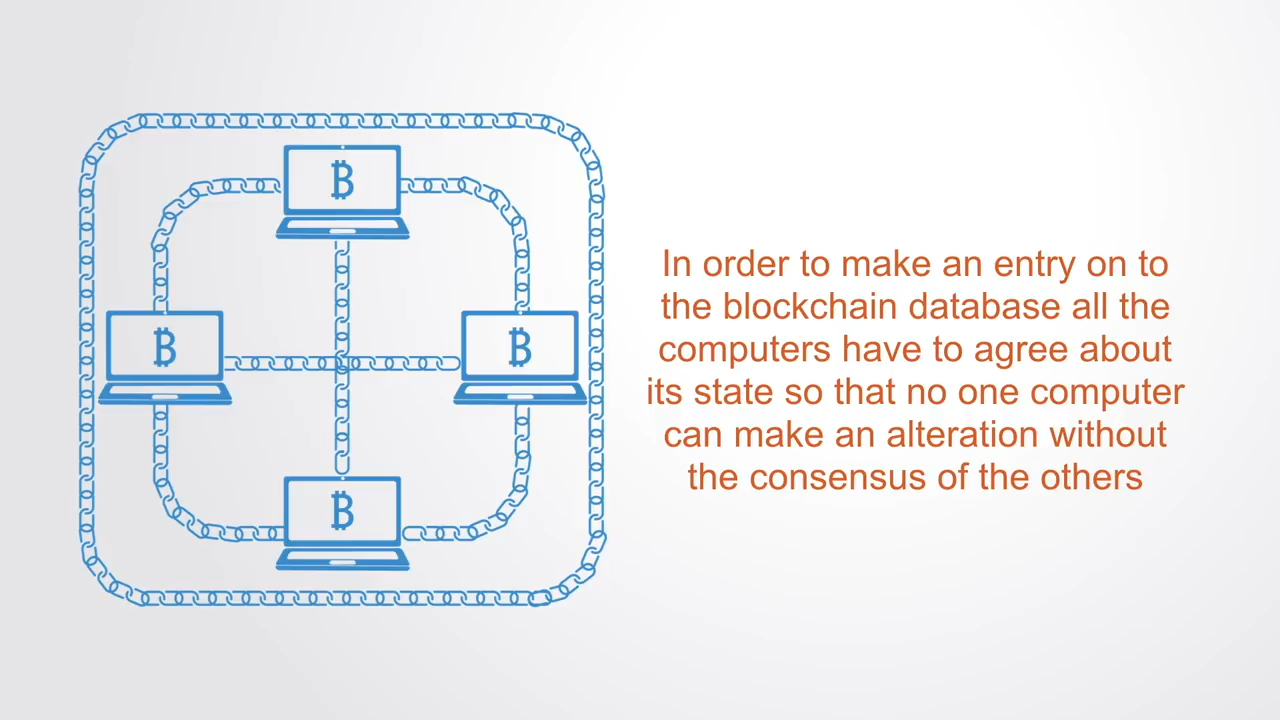 ₿
₿
₿
₿
In order to make an entry on to
the blockchain database all the
computers have to agree about
its state so that no one computer
can make an alteration without
the consensus of the others